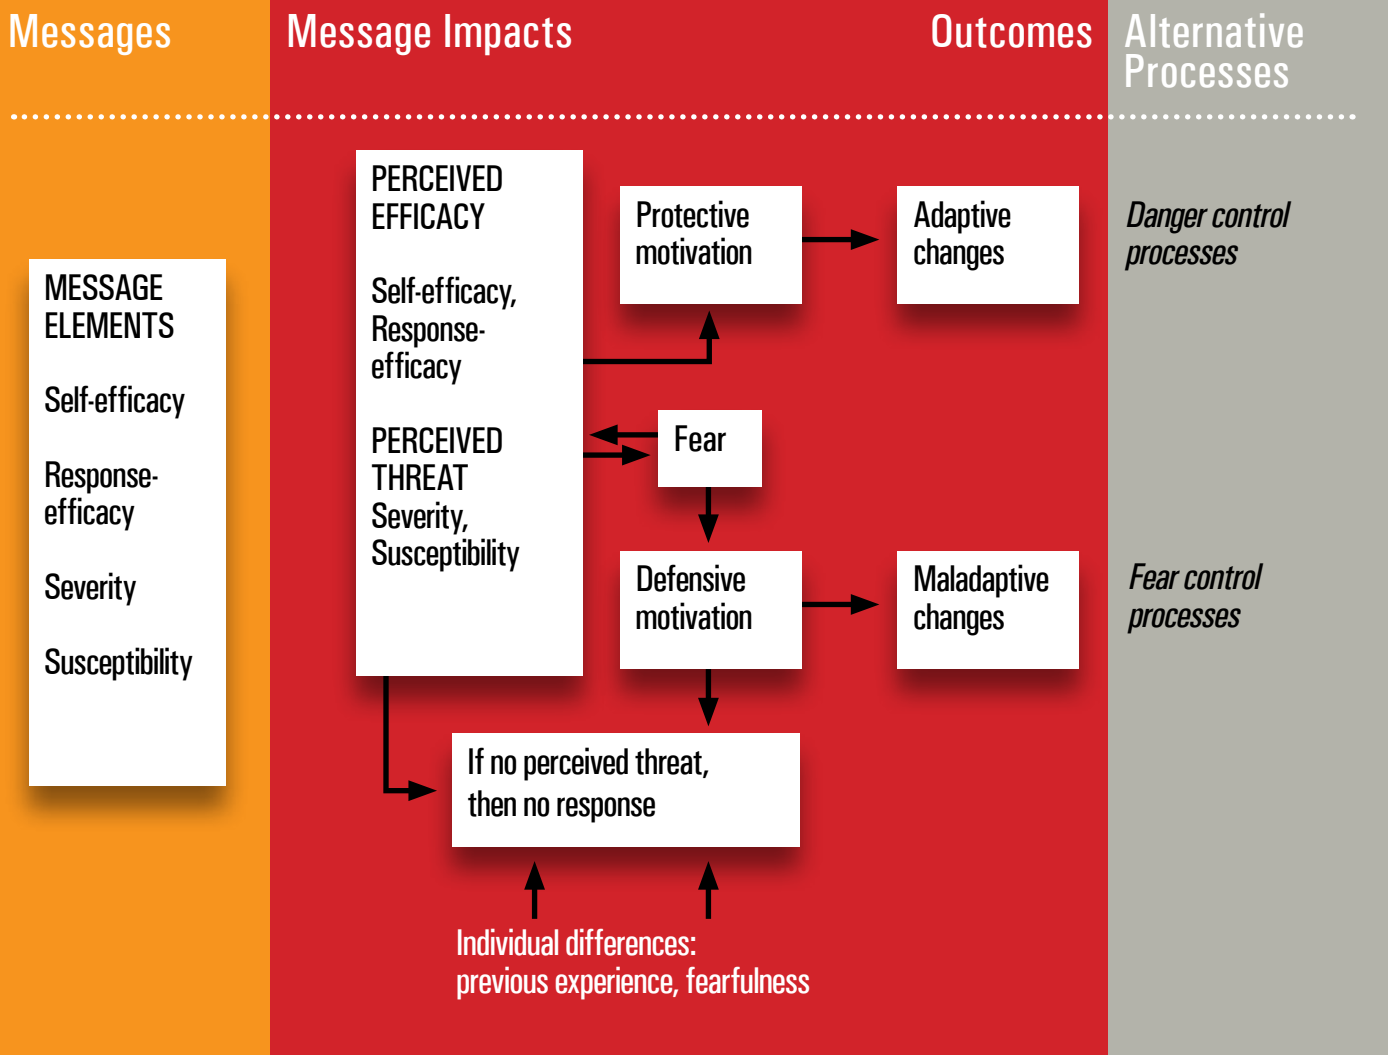 Messages
Message Impacts
Outcomes
Alternative
Processes
MESSAGE
ELEMENTS
Self-efficacy
Response-
efficacy
Severity
Susceptibility
PERCEIVED
EFFICACY
Self-efficacy,
Response-
efficacy
PERCEIVED
THREAT
Severity,
Susceptibility
Protective
motivation
Adaptive
changes
Danger control
processes
Fear
Defensive
motivation
Maladaptive
changes
Fear control
processes
If no perceived threat,
then no response
Individual differences:
previous experience, fearfulness